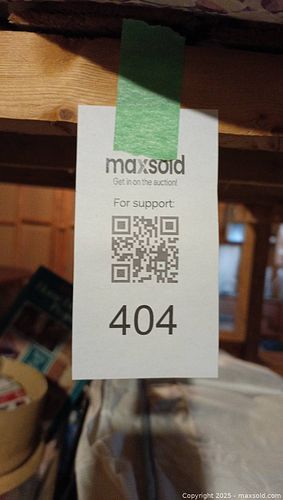 maxsold
Get in on the auction!
For support:
404
Copyright 2025 - maxsold.com